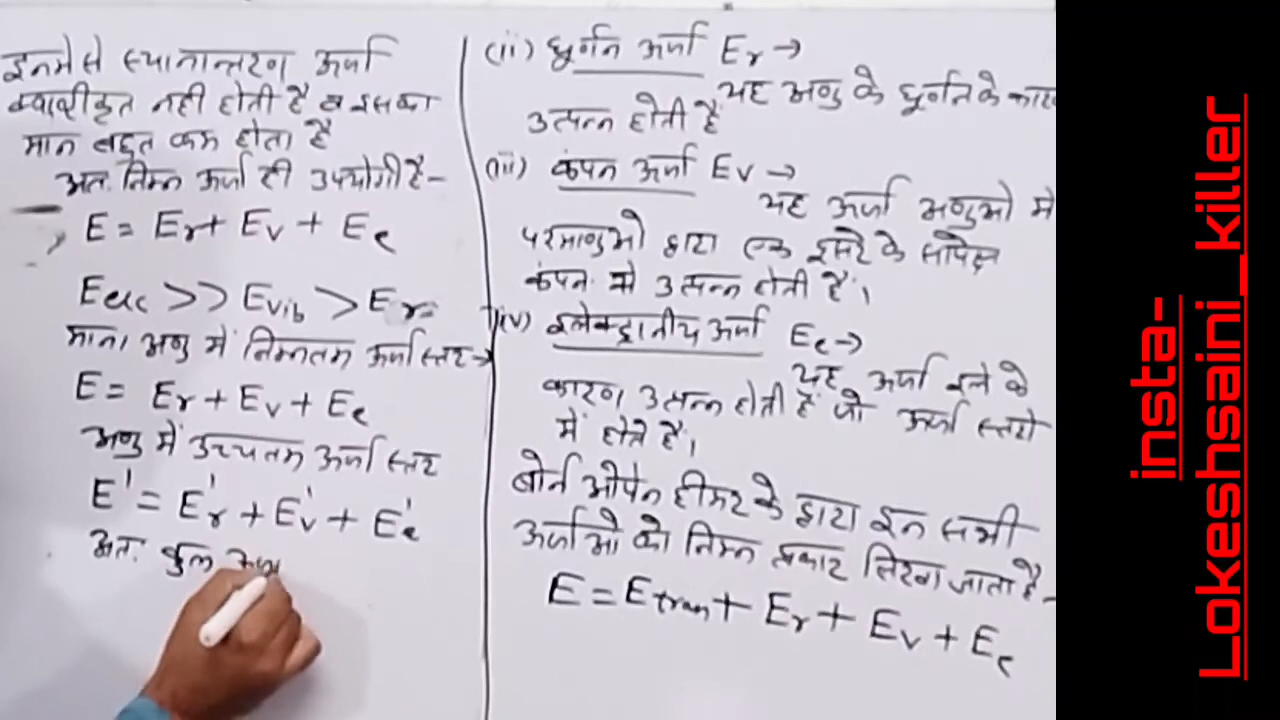 इनमे से स्थानान्तरण ऊर्जा
क्वाण्टीकृत नही होती है व इसका
मान बहुत कम होता है
अतः निम्न ऊर्जा ही उपयोगी है-
E = Er + Ev + Ee
Eelc >> Evib > Er
माना अणु में निम्नतम ऊर्जा स्तर→
E = Er + Ev + Ee
अणु में उच्चतम ऊर्जा स्तर
E' = E'r + E'v + E'e
अतः कुल
(ii) घुर्णन ऊर्जा Er →
यह अणु के घुर्णन के कारण
उत्पन्न होती है
(iii) कंपन ऊर्जा Ev →
यह ऊर्जा अणुओ मे
परमाणुओ द्वारा एक दूसरे के सापेक्ष
कंपन से उत्पन्न होती है।
(iv) इलेक्ट्रानीय ऊर्जा Ee →
यह ऊर्जा इले के
कारण उत्पन्न होती है जो ऊर्जा स्तरो
में होते है।
बोर्न ओपेन हीमर के द्वारा इन सभी
ऊर्जाओ को निम्न प्रकार लिखा जाता है-
E = Etran + Er + Ev + Ee
insta-
Lokeshsaini_killer